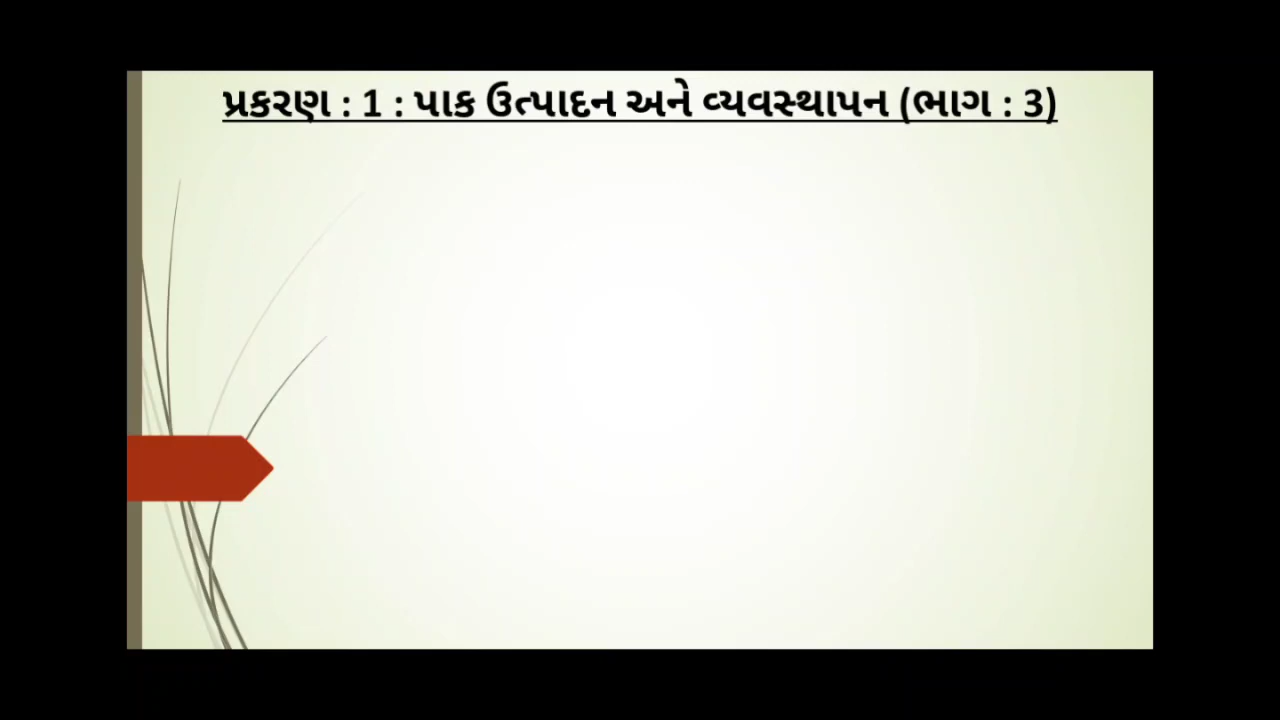 પ્રકરણ : 1 : પાક ઉત્પાદન અને વ્યવસ્થાપન (ભાગ : 3)